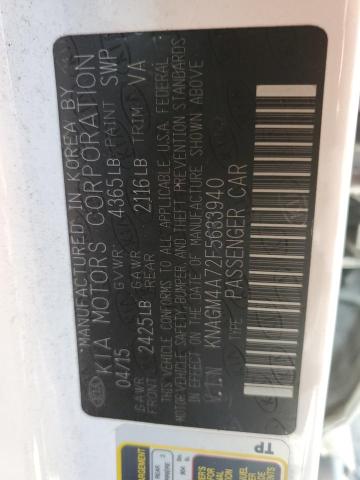 MANUFACTURED IN KOREA BY
KIA MOTORS CORPORATION
04/15 GVWR 4365LB PAINT SWP
GAWR FRONT 2425LB GAWR REAR 2116LB TRIM VA
THIS VEHICLE CONFORMS TO ALL APPLICABLE U.S.A. FEDERAL
MOTOR VEHICLE SAFETY, BUMPER, AND THEFT PREVENTION STANDARDS
IN EFFECT ON THE DATE OF MANUFACTURE SHOWN ABOVE
V.I.N KNAGM4A72F5633940
PASSENGER CAR
TP
REAR 3